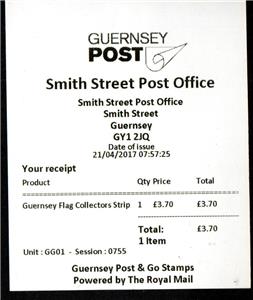 GUERNSEY
POST
Smith Street Post Office
Smith Street Post Office
Smith Street
Guernsey
GY1 2JQ
Date of issue
21/04/2017 07:57:25
Your receipt
Product Qty Price Total
Guernsey Flag Collectors Strip 1 £3.70 £3.70
Total: £3.70
1 Item
Unit : GG01 - Session : 0755
Guernsey Post & Go Stamps
Powered by The Royal Mail